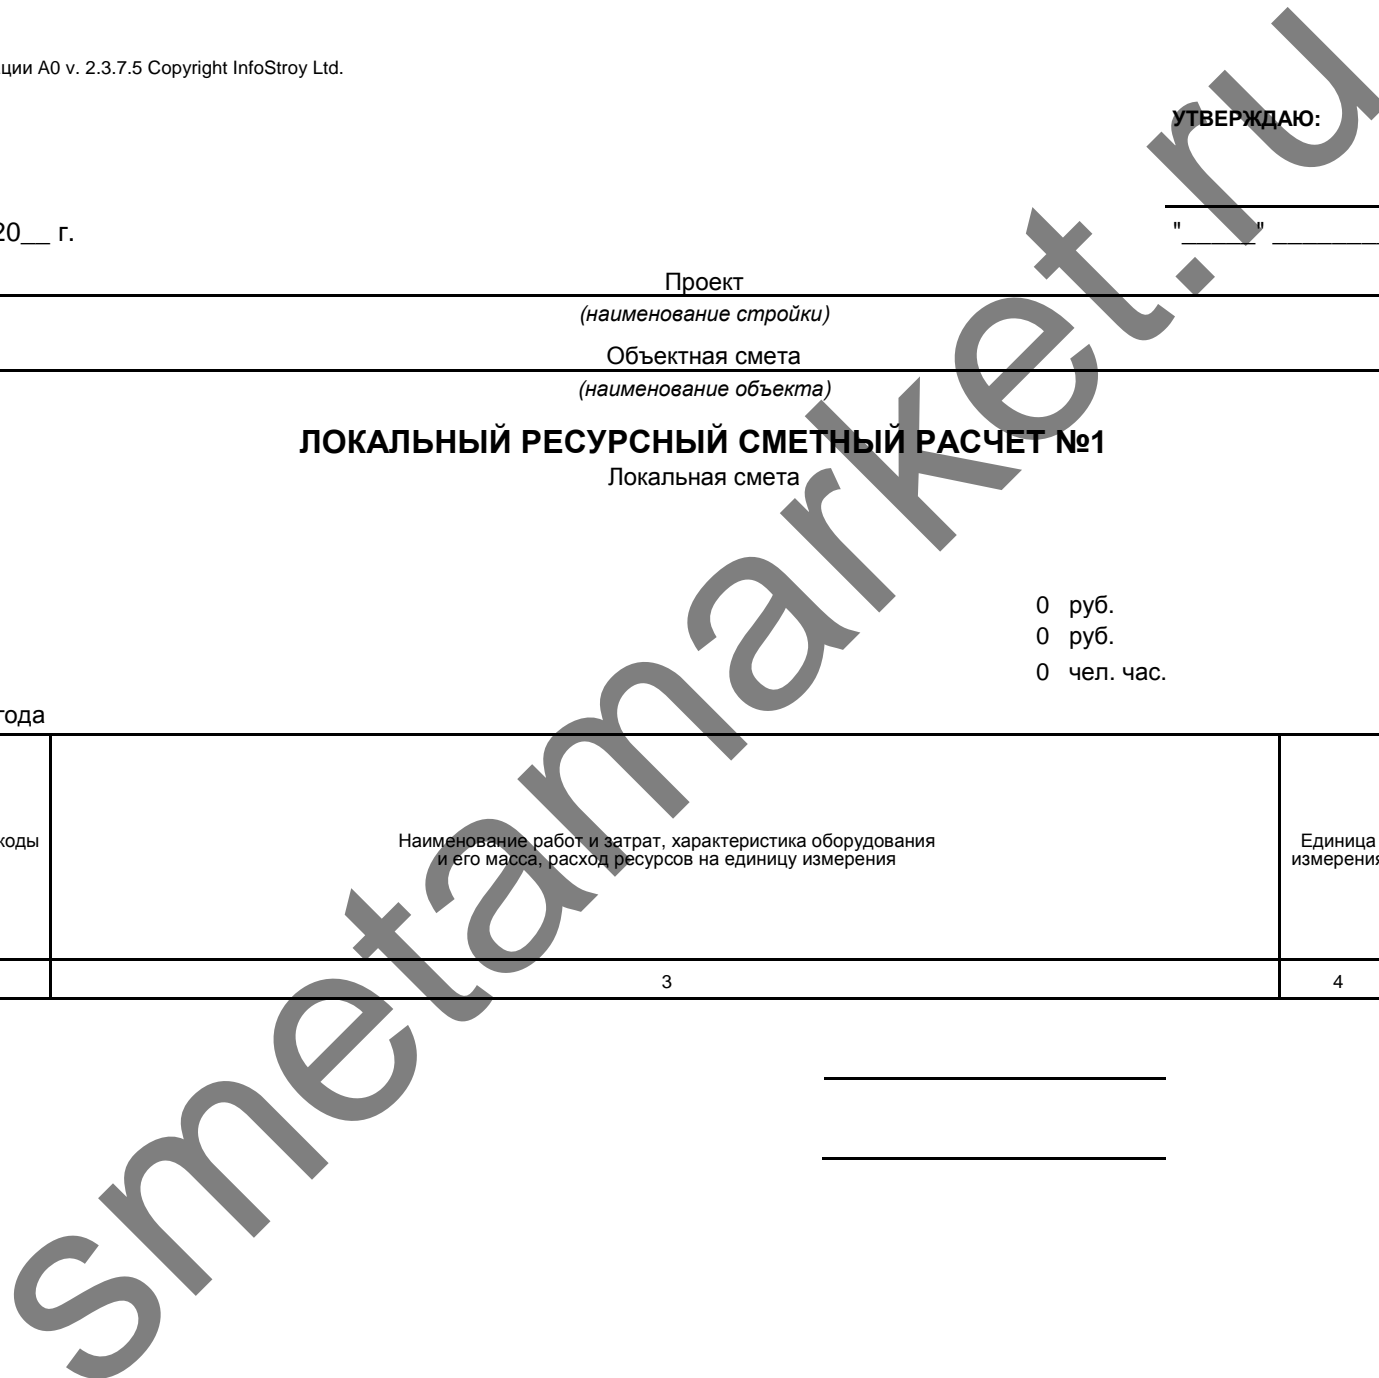 ции A0 v. 2.3.7.5 Copyright InfoStroy Ltd.
УТВЕРЖДАЮ:
20__ г. "_____" ________
Проект
(наименование стройки)
Объектная смета
(наименование объекта)
ЛОКАЛЬНЫЙ РЕСУРСНЫЙ СМЕТНЫЙ РАСЧЕТ №1
Локальная смета
0 руб.
0 руб.
0 чел. час.
года
коды
Наименование работ и затрат, характеристика оборудования
и его масса, расход ресурсов на единицу измерения
Единица
измерения
3 4
smetamarket.ru